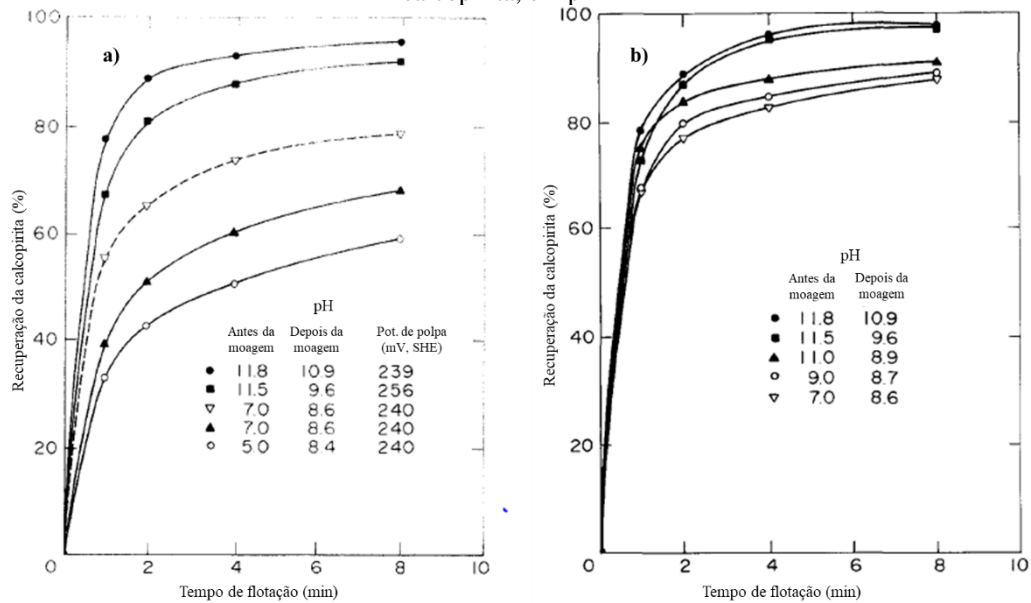 a)
100
80
60
40
20
0
2
4
6
8
10
Recuperação da calcopirita (%)
Tempo de flotação (min)
pH
Antes da moagem Depois da moagem Pot. de polpa (mV, SHE)
11.8 10.9 239
11.5 9.6 256
7.0 8.6 240
7.0 8.6 240
5.0 8.4 240
b)
100
80
60
40
20
0
0
2
4
6
8
10
Recuperação da calcopirita (%)
Tempo de flotação (min)
pH
Antes da moagem Depois da moagem
11.8 10.9
11.5 9.6
11.0 8.9
9.0 8.7
7.0 8.6